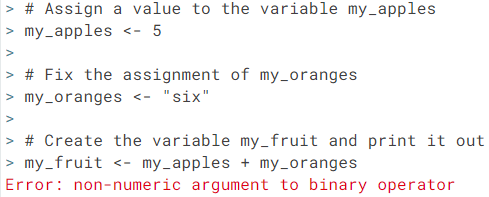 > # Assign a value to the variable my_apples
> my_apples <- 5
>
> # Fix the assignment of my_oranges
> my_oranges <- "six"
>
> # Create the variable my_fruit and print it out
> my_fruit <- my_apples + my_oranges
Error: non-numeric argument to binary operator